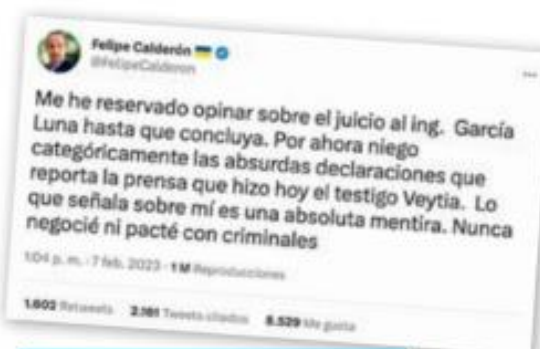 Felipe Calderón
@FelipeCalderon
Me he reservado opinar sobre el juicio al ing. García
Luna hasta que concluya. Por ahora niego
categóricamente las absurdas declaraciones que
reporta la prensa que hizo hoy el testigo Veytia. Lo
que señala sobre mí es una absoluta mentira. Nunca
negocié ni pacté con criminales
1:04 p. m. · 7 feb. 2023 · 1 M Reproducciones
1.602 Retweets 2.161 Tweets citados 8.529 Me gusta